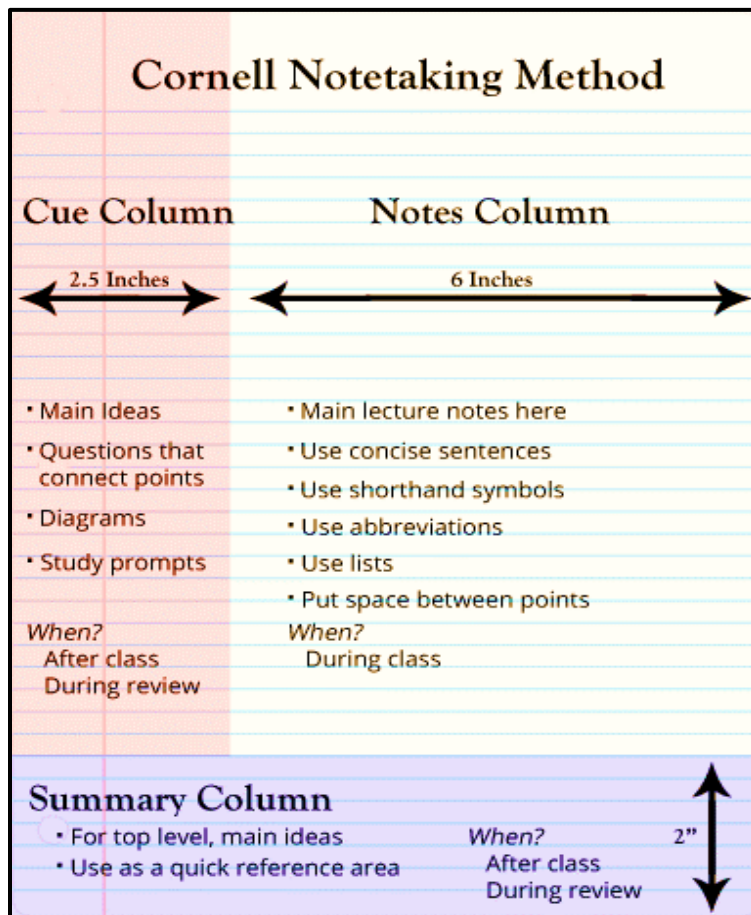 Cornell Notetaking Method
Cue Column
2.5 Inches
· Main Ideas
· Questions that
connect points
· Diagrams
· Study prompts
When?
After class
During review
Notes Column
6 Inches
· Main lecture notes here
· Use concise sentences
· Use shorthand symbols
· Use abbreviations
· Use lists
· Put space between points
When?
During class
Summary Column
· For top level, main ideas
· Use as a quick reference area
When?
After class
During review
2”